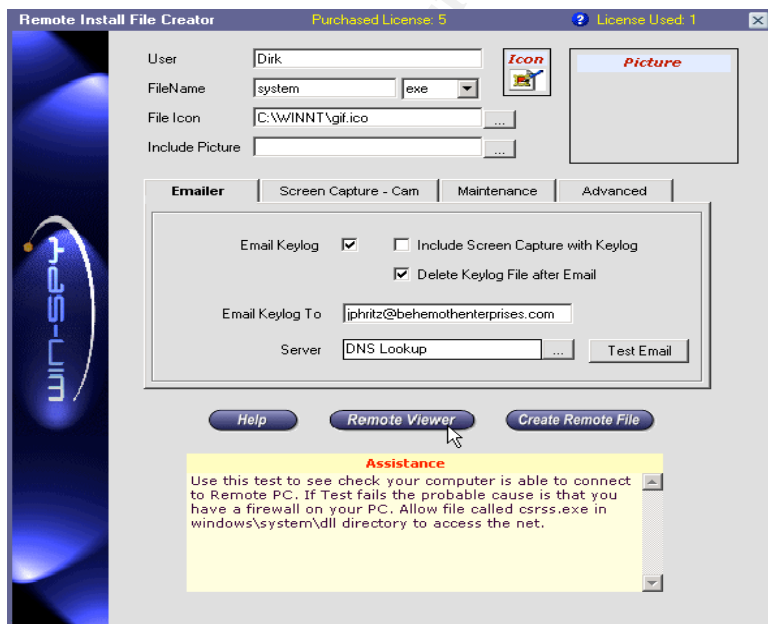 Remote Install File Creator Purchased License: 5 ? License Used: 1
User Dirk
Icon
Picture
FileName system exe
File Icon C:\WINNT\gif.ico ...
Include Picture ...
Emailer Screen Capture - Cam Maintenance Advanced
Email Keylog Include Screen Capture with Keylog
Delete Keylog File after Email
Email Keylog To jphritz@behemothenterprises.com
Server DNS Lookup ... Test Email
WIN-SPY
Help Remote Viewer Create Remote File
Assistance
Use this test to see check your computer is able to connect
to Remote PC. If Test fails the probable cause is that you
have a firewall on your PC. Allow file called csrss.exe in
windows\system\dll directory to access the net.